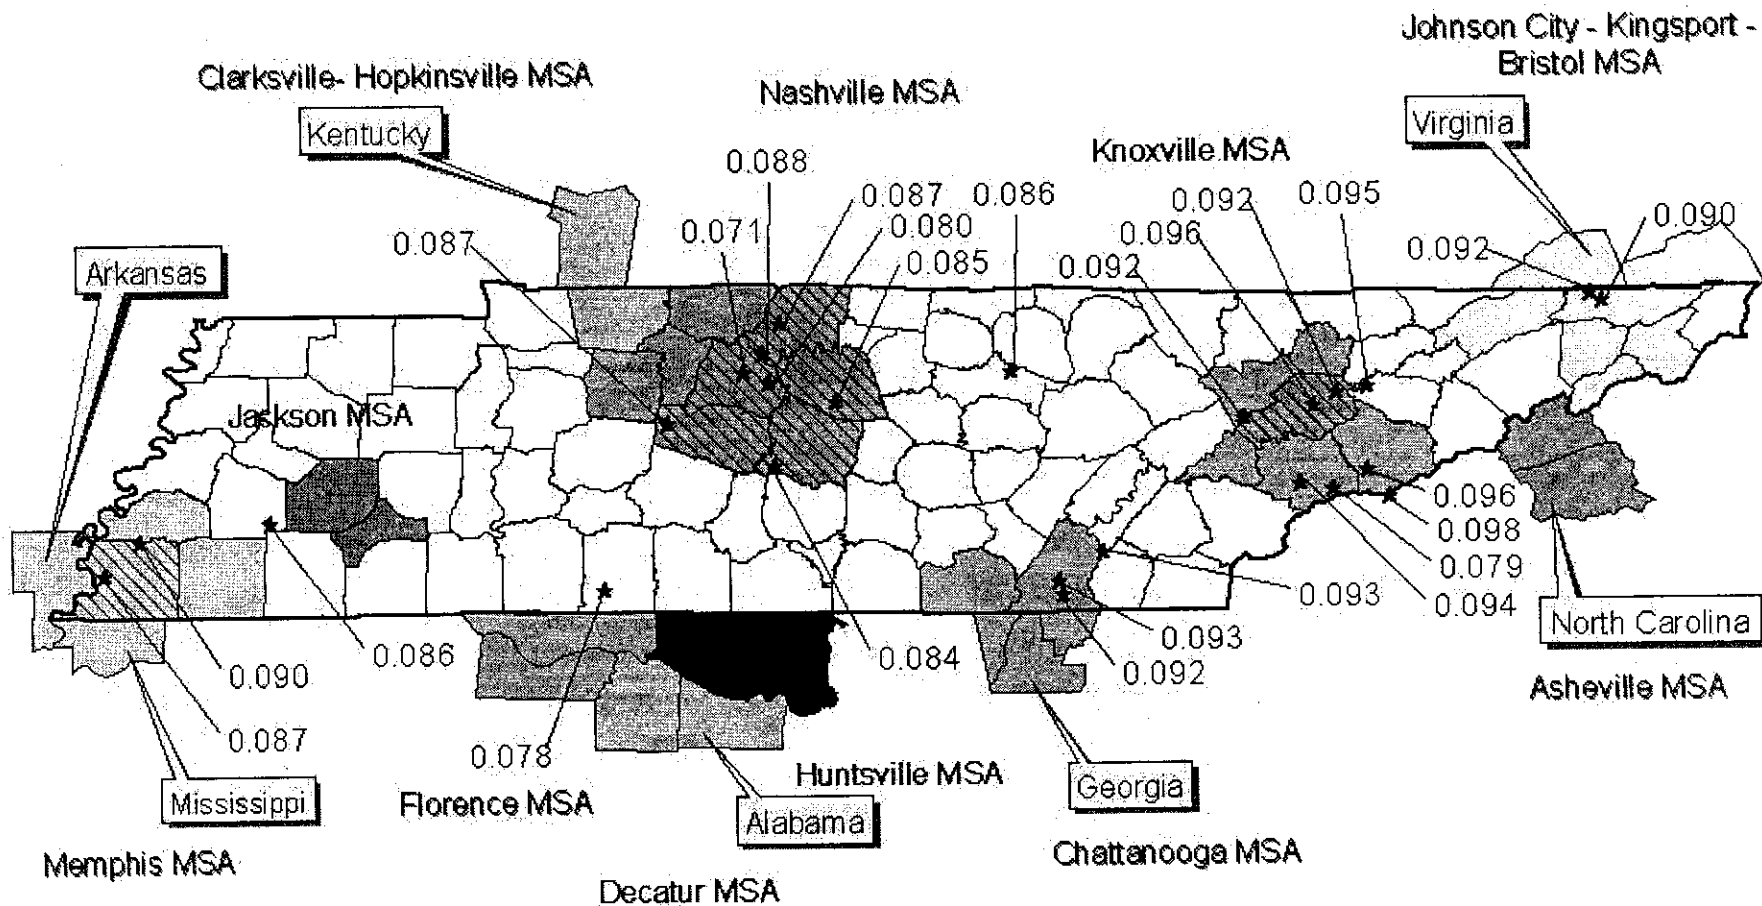 Johnson City - Kingsport -
Bristol MSA
Clarksville- Hopkinsville MSA
Nashville MSA
Kentucky
Virginia
Knoxville MSA
0.088
0.087
0.086
0.092
0.095
0.090
0.071
0.080
0.096
0.087
0.092
0.085
0.092
Arkansas
Jackson MSA
0.096
0.098
0.079
0.093
0.094
North Carolina
0.093
0.086
0.084
0.092
0.090
Asheville MSA
0.087
0.078
Huntsville MSA
Georgia
Mississippi
Florence MSA
Alabama
Memphis MSA
Chattanooga MSA
Decatur MSA